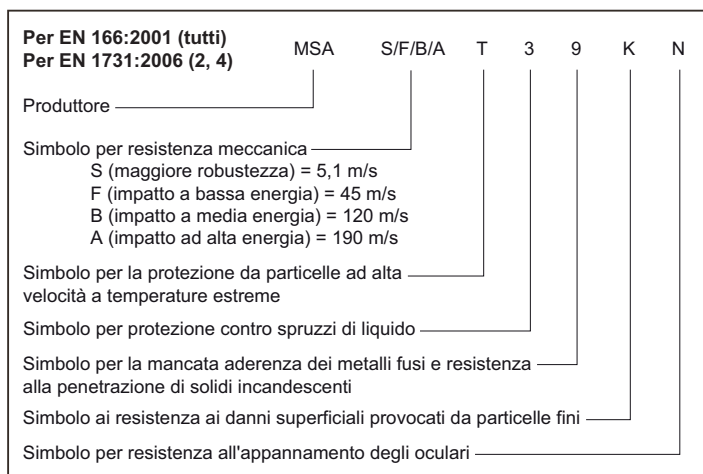 Per EN 166:2001 (tutti)
Per EN 1731:2006 (2, 4)
MSA S/F/B/A T 3 9 K N
Produttore
Simbolo per resistenza meccanica
S (maggiore robustezza) = 5,1 m/s
F (impatto a bassa energia) = 45 m/s
B (impatto a media energia) = 120 m/s
A (impatto ad alta energia) = 190 m/s
Simbolo per la protezione da particelle ad alta
velocità a temperature estreme
Simbolo per protezione contro spruzzi di liquido
Simbolo per la mancata aderenza dei metalli fusi e resistenza
alla penetrazione di solidi incandescenti
Simbolo ai resistenza ai danni superficiali provocati da particelle fini
Simbolo per resistenza all'appannamento degli oculari